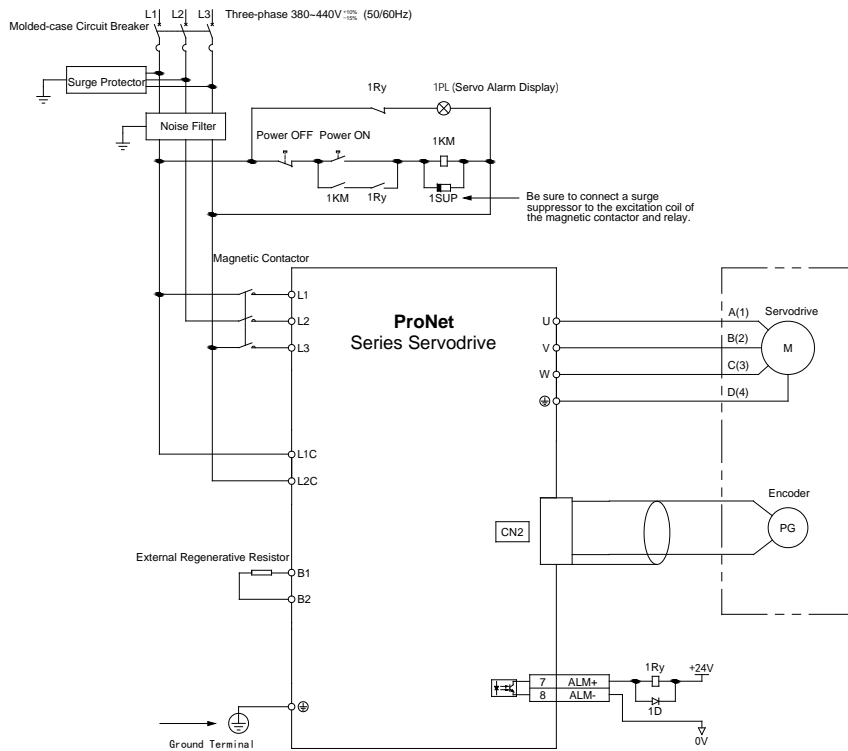 L1 L2 L3 Three-phase 380~440V +10% -15% (50/60Hz)
Molded-case Circuit Breaker
Surge Protector
1Ry
1PL (Servo Alarm Display)
Noise Filter
Power OFF Power ON
1KM
1KM
1Ry
1SUP
Be sure to connect a surge
suppressor to the excitation coil of
the magnetic contactor and relay.
Magnetic Contactor
L1
L2
L3
ProNet
Series Servodrive
U
V
W
A(1)
B(2)
C(3)
D(4)
Servodrive
M
L1C
L2C
CN2
Encoder
PG
External Regenerative Resistor
B1
B2
7 ALM+
8 ALM-
1Ry
+24V
1D
0V
Ground Terminal